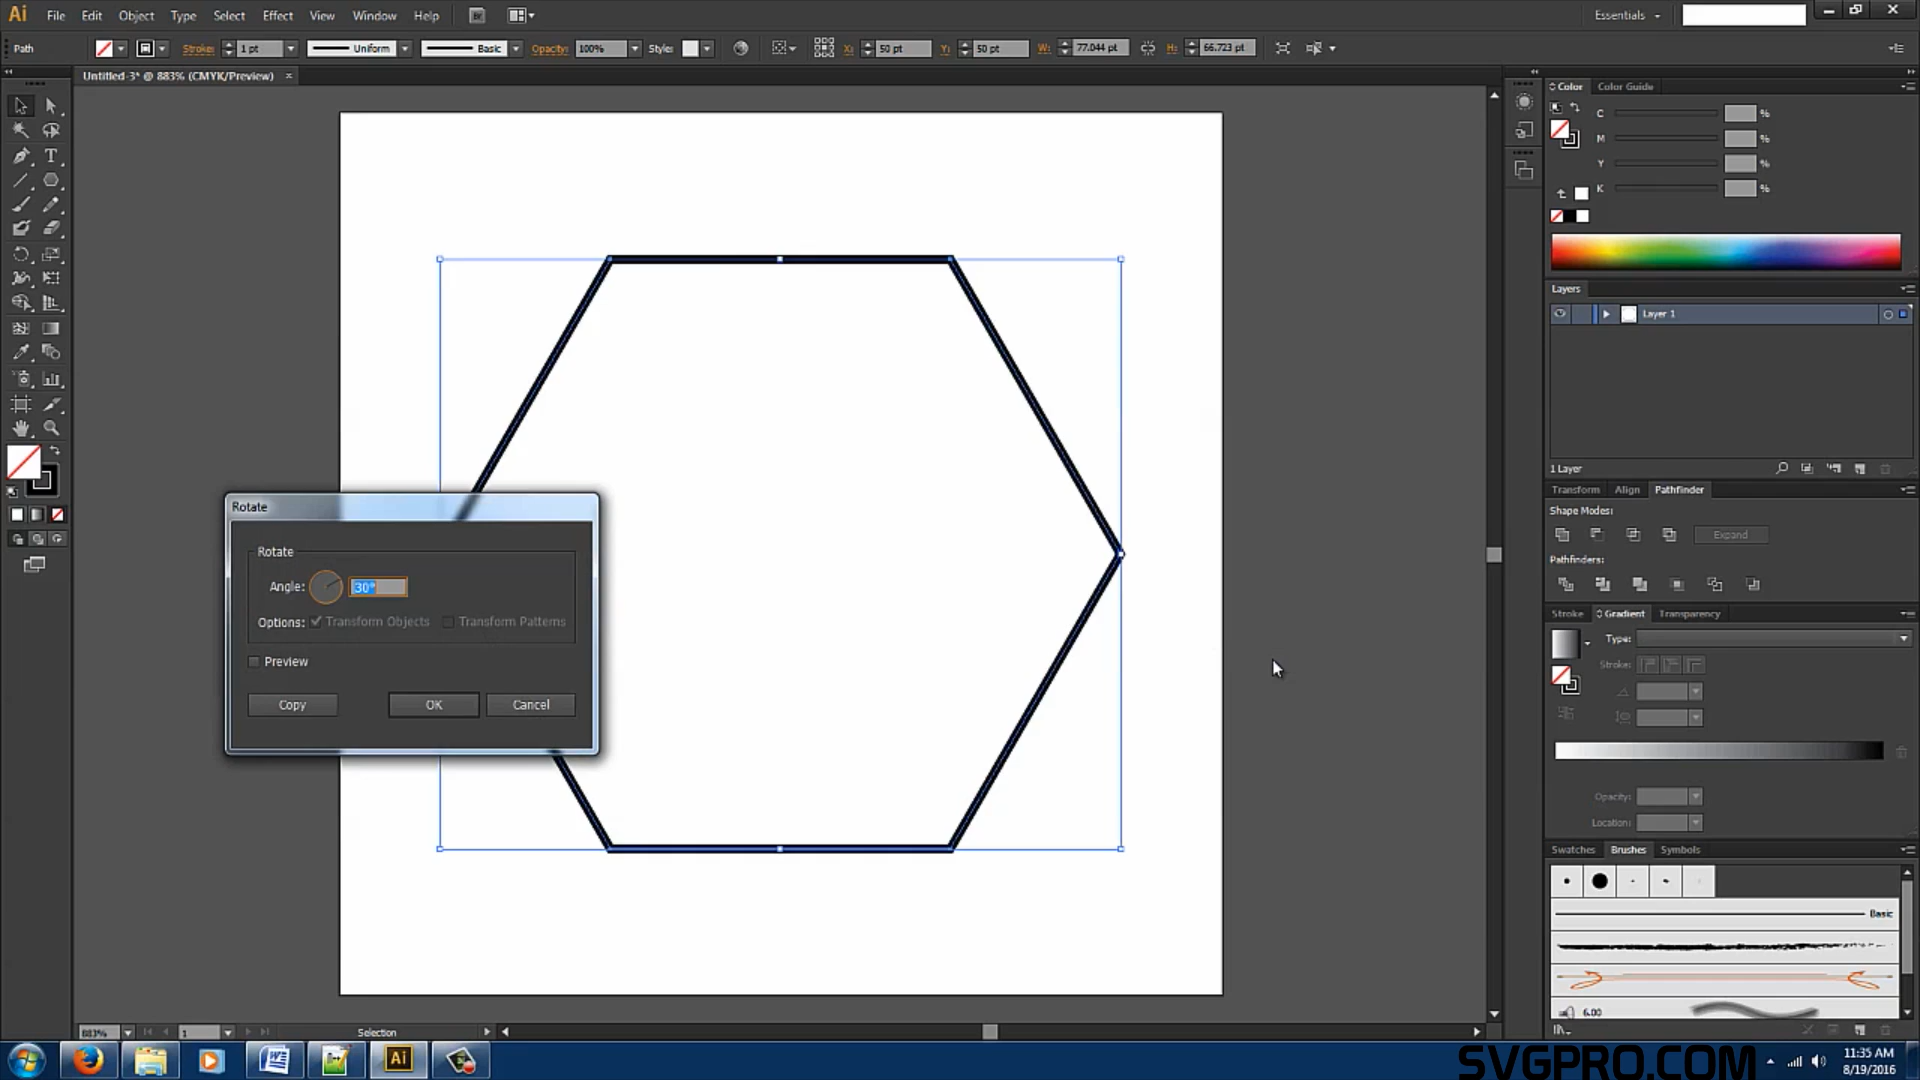 Ai File Edit Object Type Select Effect View Window Help Br Essentials
Path Stroke: 1 pt Uniform Basic Opacity: 100% Style: X: 50 pt Y: 50 pt W: 77.044 pt H: 66.723 pt
Untitled-3* @ 883% (CMYK/Preview) ×
Color Color Guide
C %
M %
Y %
K %
Layers
Layer 1
1 Layer
Transform Align Pathfinder
Shape Modes:
Expand
Pathfinders:
Stroke Gradient Transparency
Type:
Stroke:
Opacity:
Location:
Swatches Brushes Symbols
Basic
6.00
Rotate
Rotate
Angle: 30°
Options: Transform Objects Transform Patterns
Preview
Copy OK Cancel
883% 1 Selection
Ai
SVGPRO.COM
11:35 AM
8/19/2016